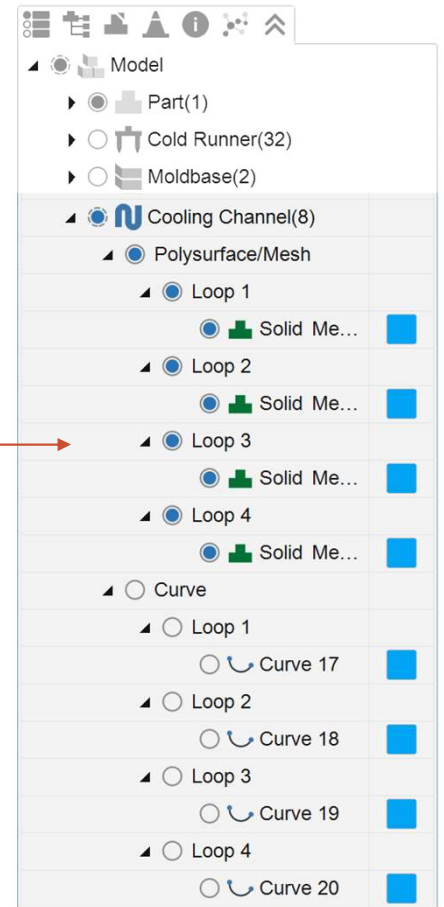 Model
Part(1)
Cold Runner(32)
Moldbase(2)
Cooling Channel(8)
Polysurface/Mesh
Loop 1
Solid Me...
Loop 2
Solid Me...
Loop 3
Solid Me...
Loop 4
Solid Me...
Curve
Loop 1
Curve 17
Loop 2
Curve 18
Loop 3
Curve 19
Loop 4
Curve 20